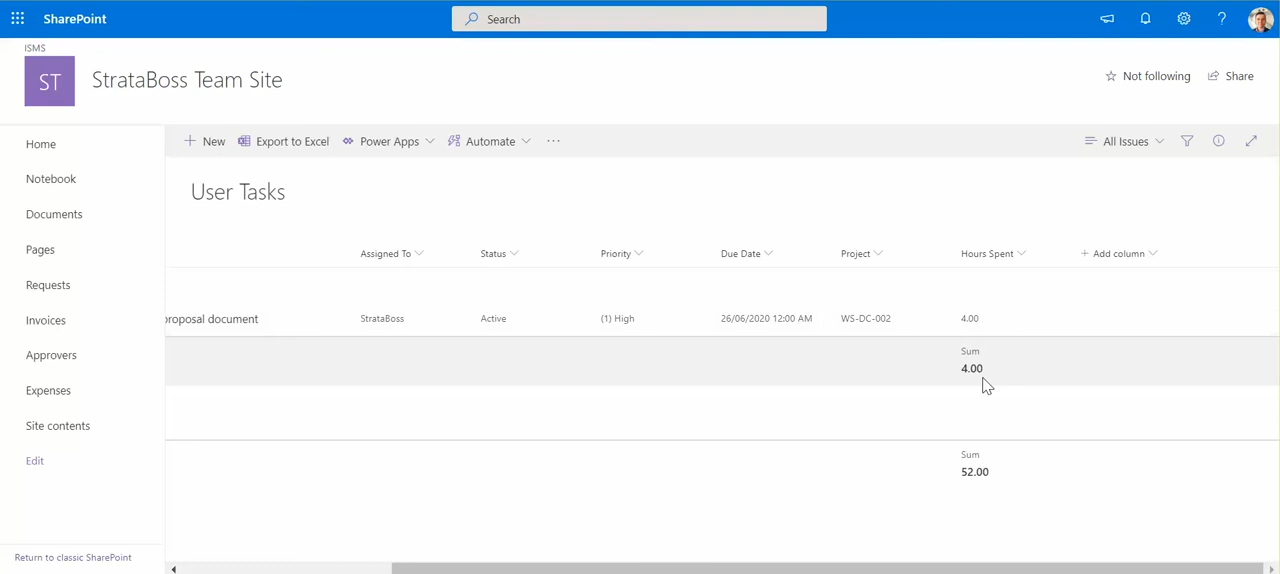 SharePoint
Search
ISMS
ST
StrataBoss Team Site
Not following
Share
New
Export to Excel
Power Apps
Automate
...
All Issues
User Tasks
Home
Notebook
Documents
Pages
Requests
Invoices
Approvers
Expenses
Site contents
Edit
Return to classic SharePoint
Assigned To
Status
Priority
Due Date
Project
Hours Spent
+ Add column
proposal document
StrataBoss
Active
(1) High
26/06/2020 12:00 AM
WS-DC-002
4.00
Sum
4.00
Sum
52.00